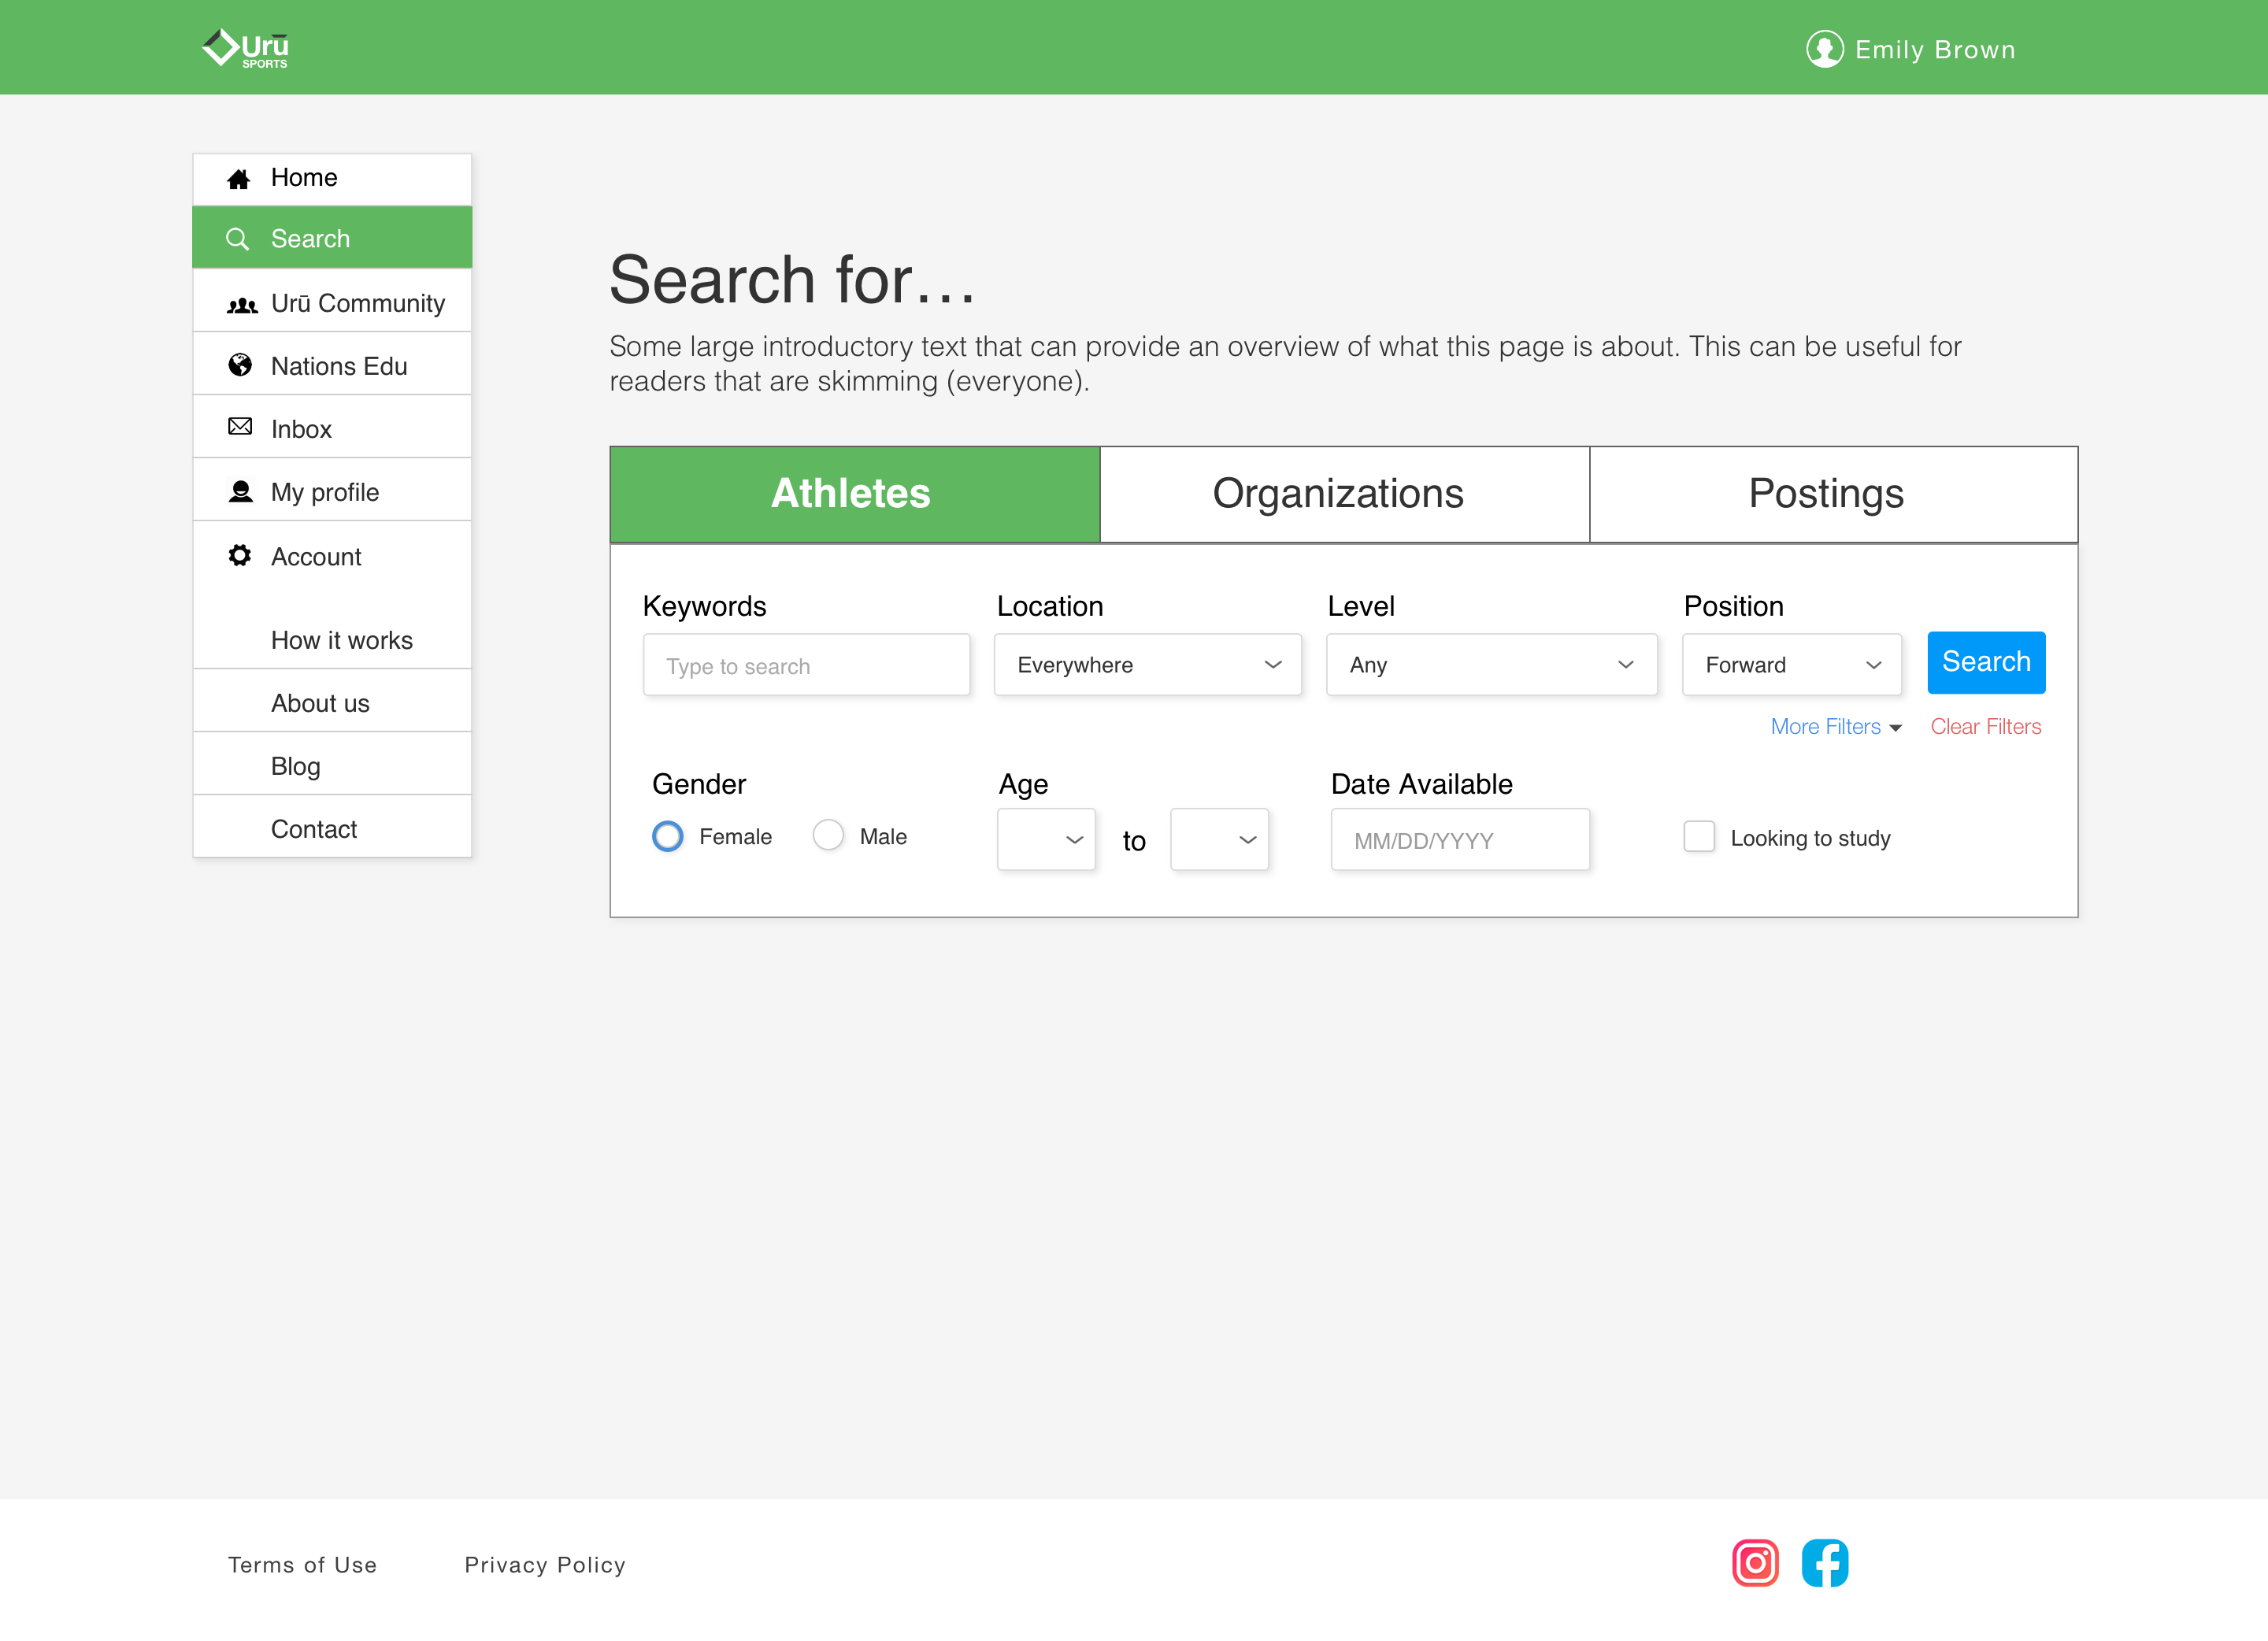 Urū
SPORTS
Emily Brown
Home
Search
Urū Community
Nations Edu
Inbox
My profile
Account
How it works
About us
Blog
Contact
Search for...
Some large introductory text that can provide an overview of what this page is about. This can be useful for
readers that are skimming (everyone).
Athletes Organizations Postings
Keywords Location Level Position
Type to search Everywhere Any Forward Search
More Filters Clear Filters
Gender Age Date Available
Female Male to MM/DD/YYYY Looking to study
Terms of Use Privacy Policy